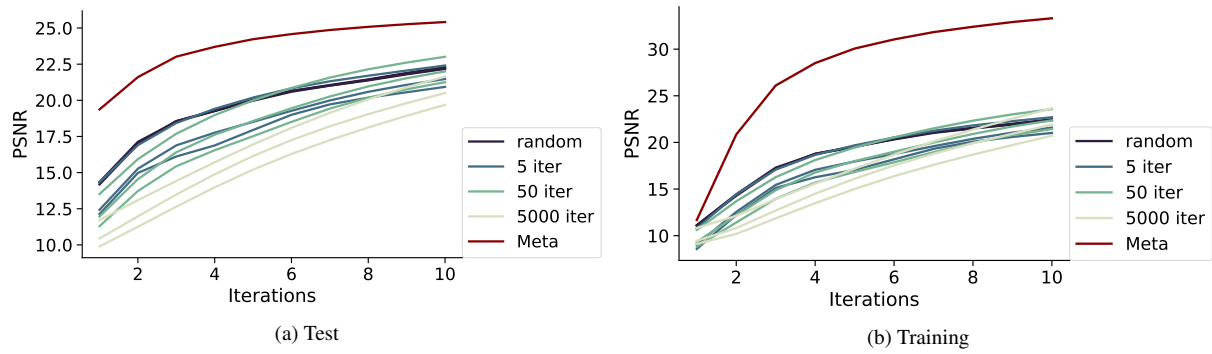 25.0
22.5
20.0
17.5
15.0
12.5
10.0
PSNR
2 4 6 8 10
Iterations
random
5 iter
50 iter
5000 iter
Meta
(a) Test
30
25
20
15
10
PSNR
2 4 6 8 10
Iterations
random
5 iter
50 iter
5000 iter
Meta
(b) Training